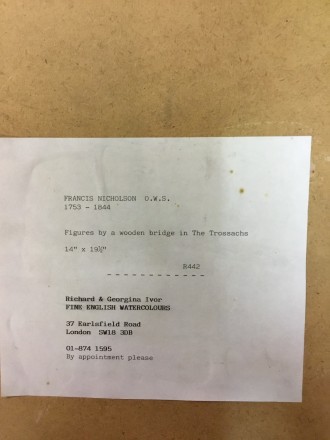 FRANCIS NICHOLSON O.W.S.
1753 - 1844
Figures by a wooden bridge in The Trossachs
14" x 19½"
B442
- - - - - - - - - - - -
Richard & Georgina Ivor
FINE ENGLISH WATERCOLOURS
37 Earlsfield Road
London SW18 3DB
01-874 1595
By appointment please